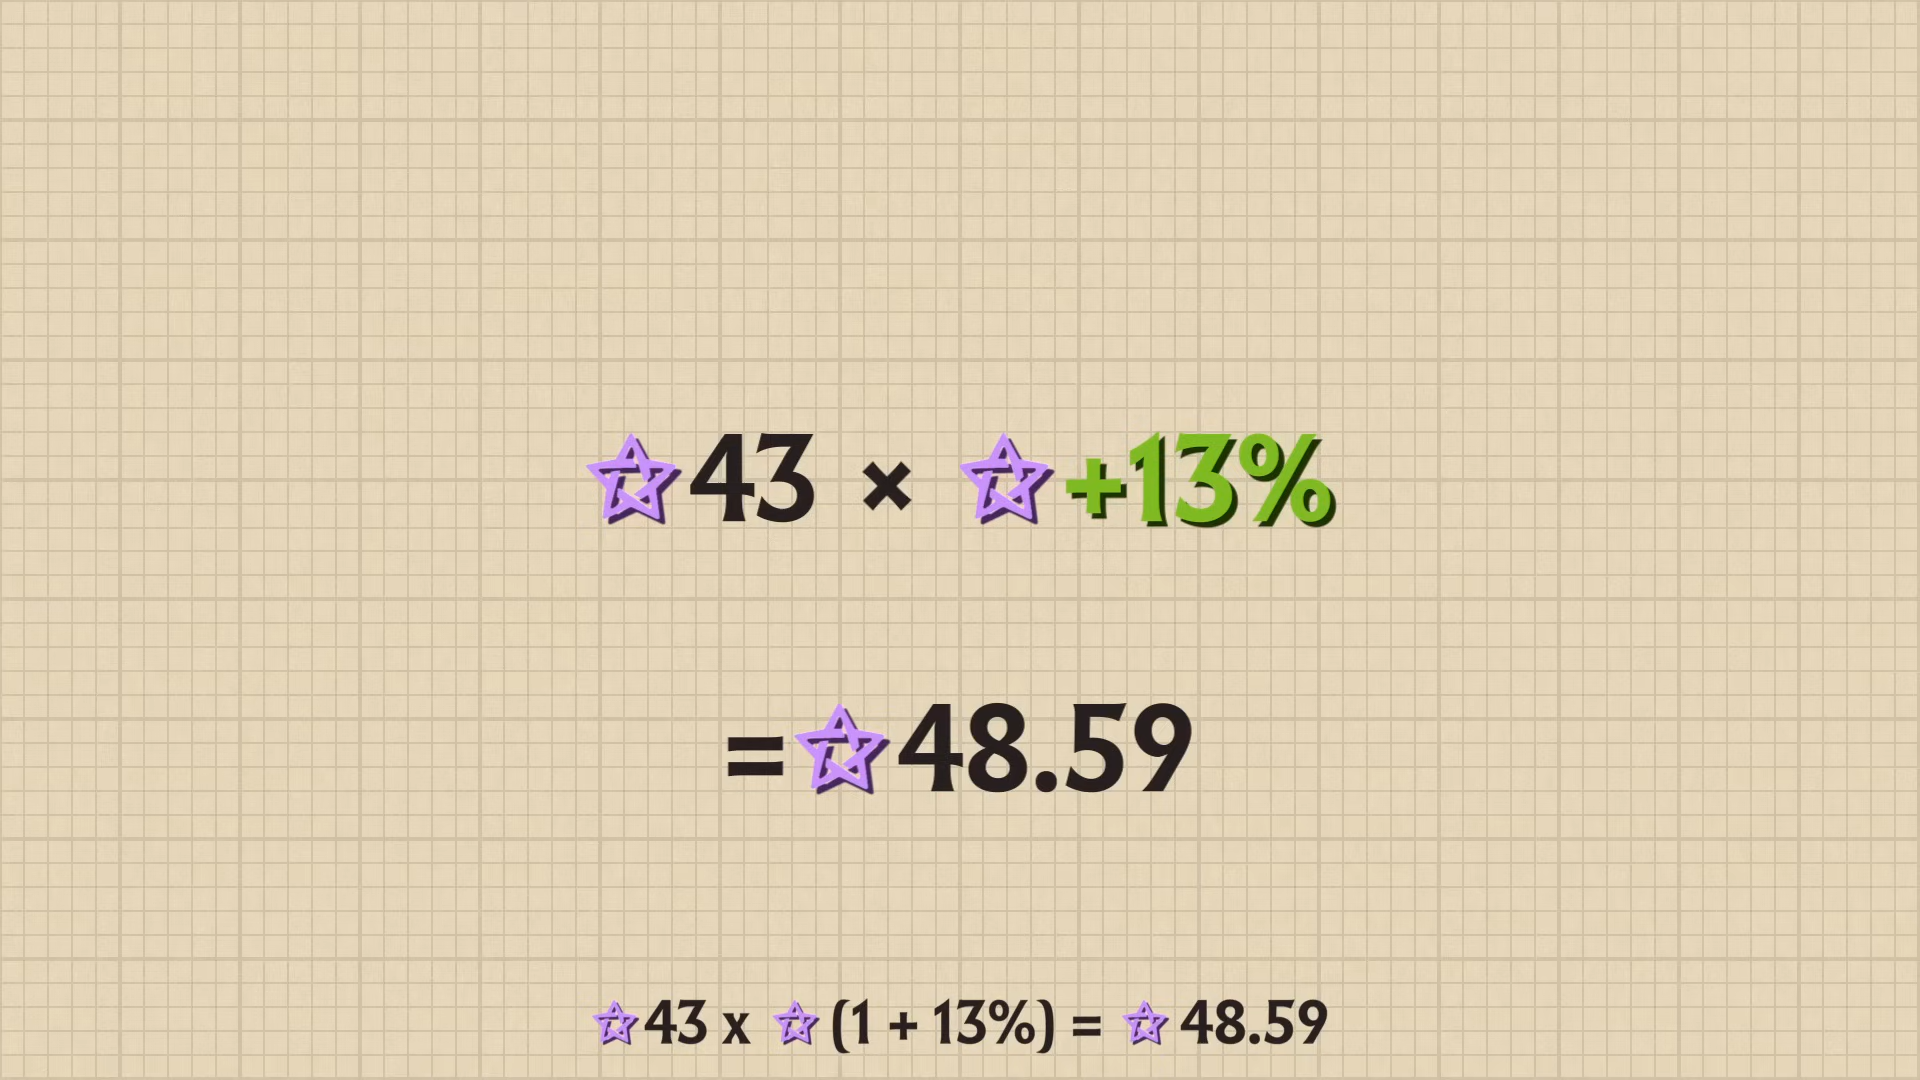 43 × +13%
=48.59
43 x (1 + 13%) = 48.59